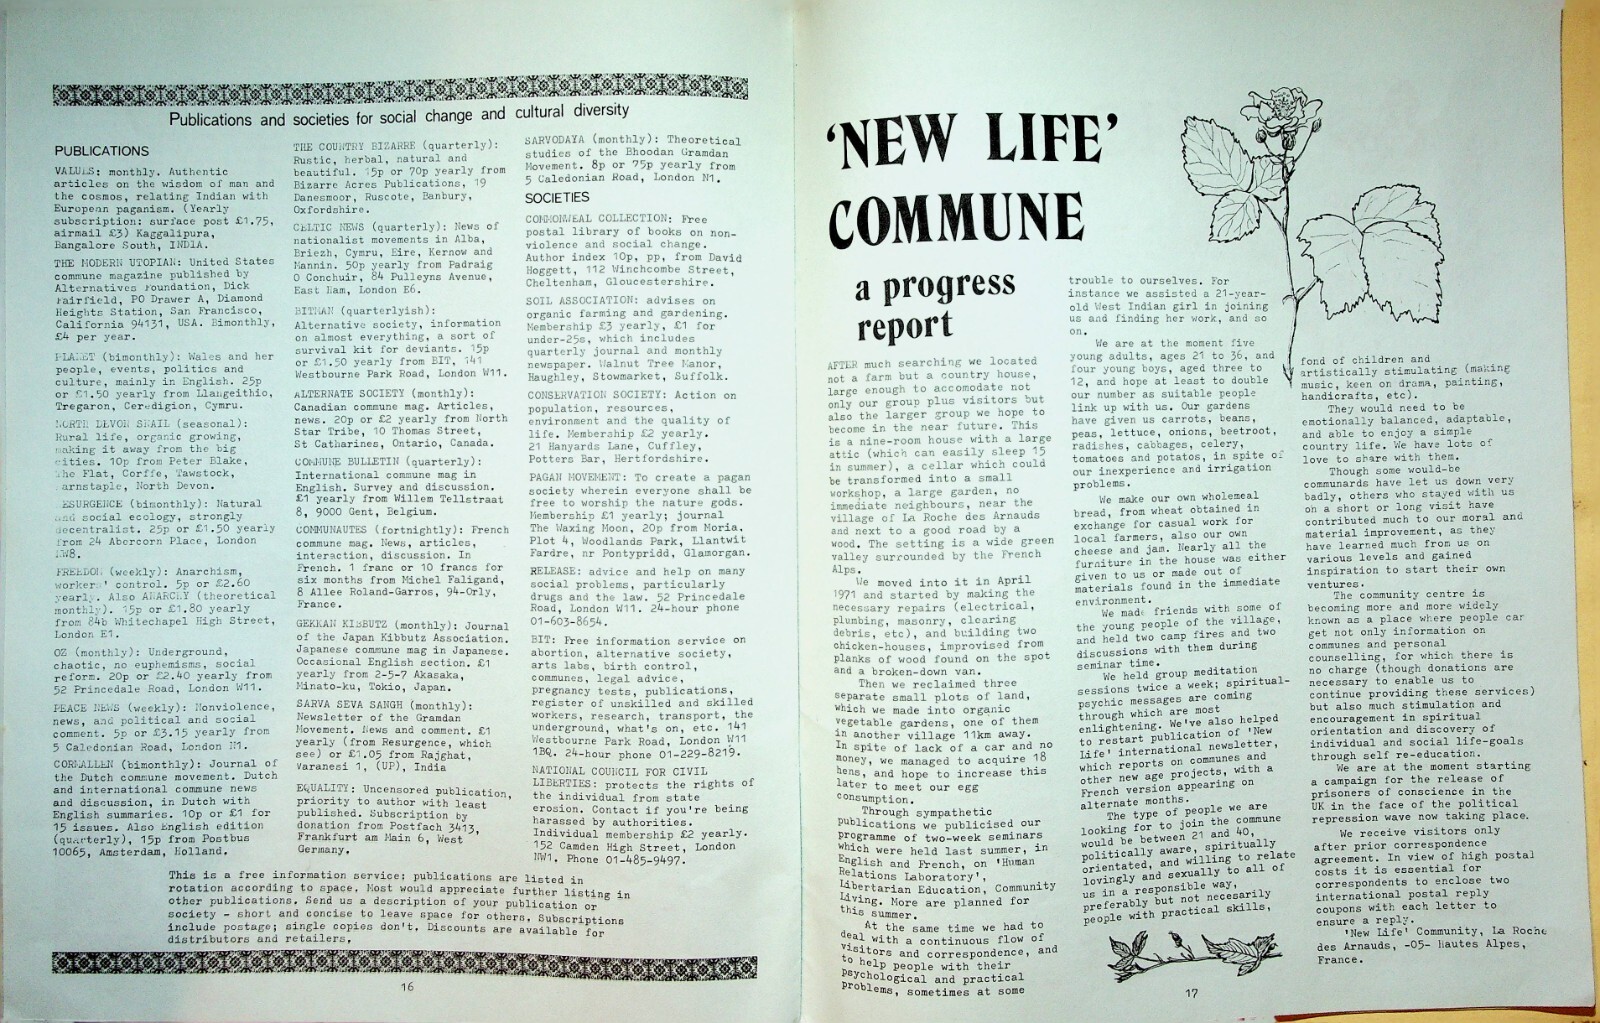 Publications and societies for social change and cultural diversity
PUBLICATIONS
VALUES: monthly. Authentic
articles on the wisdom of man and
the cosmos, relating Indian with
European paganism. (Yearly
subscription: surface post £1.75,
airmail £3) Kaggalipura,
Bangalore South, INDIA.
THE MODERN UTOPIAN: United States
commune magazine published by
Alternatives Foundation, Dick
Fairfield, PO Drawer A, Diamond
Heights Station, San Francisco,
California 94131, USA. Bimonthly,
£4 per year.
PLANET (bimonthly): Wales and her
people, events, politics and
culture, mainly in English. 25p
or £1.50 yearly from Llangeithio,
Tregaron, Ceredigion, Cymru.
NORTH DEVON SNAIL (seasonal):
Rural life, organic growing,
making it away from the big
cities. 10p from Peter Blake,
The Flat, Corffe, Tawstock,
arnstaple, North Devon.
ESURGENCE (bimonthly): Natural
and social ecology, strongly
decentralist. 25p or £1.50 yearly
from 24 Abercorn Place, London
NW8.
FREEDOM (weekly): Anarchism,
workers' control. 5p or £2.60
yearly. Also ANARCHY (theoretical
monthly). 15p or £1.80 yearly
from 84b Whitechapel High Street,
London E1.
OZ (monthly): Underground,
chaotic, no euphemisms, social
reform. 20p or £2.40 yearly from
52 Princedale Road, London W11.
PEACE NEWS (weekly): Nonviolence,
news, and political and social
comment. 5p or £3.15 yearly from
5 Caledonian Road, London N1.
CORNALLEN (bimonthly): Journal of
the Dutch commune movement. Dutch
and international commune news
and discussion, in Dutch with
English summaries. 10p or £1 for
15 issues. Also English edition
(quarterly), 15p from Postbus
10065, Amsterdam, Holland.
THE COUNTRY BIZARRE (quarterly):
Rustic, herbal, natural and
beautiful. 15p or 70p yearly from
Bizarre Acres Publications, 19
Danesmoor, Ruscote, Banbury,
Oxfordshire.
CELTIC NEWS (quarterly): News of
nationalist movements in Alba,
Briezh, Cymru, Eire, Kernow and
Mannin. 50p yearly from Padraig
O Conchuir, 84 Pulleyns Avenue,
East Ham, London E6.
BITMAN (quarterlyish):
Alternative society, information
on almost everything, a sort of
survival kit for deviants. 15p
or £1.50 yearly from BIT, 141
Westbourne Park Road, London W11.
ALTERNATE SOCIETY (monthly):
Canadian commune mag. Articles,
news. 20p or £2 yearly from North
Star Tribe, 10 Thomas Street,
St Catharines, Ontario, Canada.
COMMUNE BULLETIN (quarterly):
International commune mag in
English. Survey and discussion.
£1 yearly from Willem Tellstraat
8, 9000 Gent, Belgium.
COMMUNAUTES (fortnightly): French
commune mag. News, articles,
interaction, discussion. In
French. 1 franc or 10 francs for
six months from Michel Faligand,
8 Allee Roland-Garros, 94-Orly,
France.
GEKKAN KIBBUTZ (monthly): Journal
of the Japan Kibbutz Association.
Japanese commune mag in Japanese.
Occasional English section. £1
yearly from 2-5-7 Akasaka,
Minato-ku, Tokio, Japan.
SARVA SEVA SANGH (monthly):
Newsletter of the Gramdan
Movement. News and comment. £1
yearly (from Resurgence, which
see) or £1.05 from Rajghat,
Varanesi 1, (UP), India
EQUALITY: Uncensored publication,
priority to author with least
published. Subscription by
donation from Postfach 3413,
Frankfurt am Main 6, West
Germany.
SARVODAYA (monthly): Theoretical
studies of the Bhoodan Gramdan
Movement. 8p or 75p yearly from
5 Caledonian Road, London N1.
SOCIETIES
COMMONWEAL COLLECTION: Free
postal library of books on non-
violence and social change.
Author index 10p, pp, from David
Hoggett, 112 Winchcombe Street,
Cheltenham, Gloucestershire.
SOIL ASSOCIATION: advises on
organic farming and gardening.
Membership £3 yearly, £1 for
under-25s, which includes
quarterly journal and monthly
newspaper. Walnut Tree Manor,
Haughley, Stowmarket, Suffolk.
CONSERVATION SOCIETY: Action on
population, resources,
environment and the quality of
life. Membership £2 yearly.
21 Hanyards Lane, Cuffley,
Potters Bar, Hertfordshire.
PAGAN MOVEMENT: To create a pagan
society wherein everyone shall be
free to worship the nature gods.
Membership £1 yearly; journal
The Waxing Moon, 20p from Moria,
Plot 4, Woodlands Park, Llantwit
Fardre, nr Pontypridd, Glamorgan.
RELEASE: advice and help on many
social problems, particularly
drugs and the law. 52 Princedale
Road, London W11. 24-hour phone
01-603-8654.
BIT: Free information service on
abortion, alternative society,
arts labs, birth control,
communes, legal advice,
pregnancy tests, publications,
register of unskilled and skilled
workers, research, transport, the
underground, what's on, etc. 141
Westbourne Park Road, London W11
1BQ. 24-hour phone 01-229-8219.
NATIONAL COUNCIL FOR CIVIL
LIBERTIES: protects the rights of
the individual from state
erosion. Contact if you're being
harassed by authorities.
Individual membership £2 yearly.
152 Camden High Street, London
NW1. Phone 01-485-9497.
This is a free information service: publications are listed in
rotation according to space. Most would appreciate further listing in
other publications. Send us a description of your publication or
society - short and concise to leave space for others. Subscriptions
include postage; single copies don't. Discounts are available for
distributors and retailers.
16
'NEW LIFE'
COMMUNE
a progress
report
AFTER much searching we located
not a farm but a country house,
large enough to accomodate not
only our group plus visitors but
also the larger group we hope to
become in the near future. This
is a nine-room house with a large
attic (which can easily sleep 15
in summer), a cellar which could
be transformed into a small
workshop, a large garden, no
immediate neighbours, near the
village of La Roche des Arnauds
and next to a good road by a
wood. The setting is a wide green
valley surrounded by the French
Alps.
We moved into it in April
1971 and started by making the
necessary repairs (electrical,
plumbing, masonry, clearing
debris, etc), and building two
chicken-houses, improvised from
planks of wood found on the spot
and a broken-down van.
Then we reclaimed three
separate small plots of land,
which we made into organic
vegetable gardens, one of them
in another village 11km away.
In spite of lack of a car and no
money, we managed to acquire 18
hens, and hope to increase this
later to meet our egg
consumption.
Through sympathetic
publications we publicised our
programme of two-week seminars
which were held last summer, in
English and French, on 'Human
Relations Laboratory',
Libertarian Education, Community
Living. More are planned for
this summer.
At the same time we had to
deal with a continuous flow of
visitors and correspondence, and
to help people with their
psychological and practical
problems, sometimes at some
trouble to ourselves. For
instance we assisted a 21-year-
old West Indian girl in joining
us and finding her work, and so
on.
We are at the moment five
young adults, ages 21 to 36, and
four young boys, aged three to
12, and hope at least to double
our number as suitable people
link up with us. Our gardens
have given us carrots, beans,
peas, lettuce, onions, beetroot,
radishes, cabbages, celery,
tomatoes and potatos, in spite of
our inexperience and irrigation
problems.
We make our own wholemeal
bread, from wheat obtained in
exchange for casual work for
local farmers, also our own
cheese and jam. Nearly all the
furniture in the house was either
given to us or made out of
materials found in the immediate
environment.
We made friends with some of
the young people of the village,
and held two camp fires and two
discussions with them during
seminar time.
We held group meditation
sessions twice a week; spiritual-
psychic messages are coming
through which are most
enlightening. We've also helped
to restart publication of 'New
Life' international newsletter,
which reports on communes and
other new age projects, with a
French version appearing on
alternate months.
The type of people we are
looking for to join the commune
would be between 21 and 40,
politically aware, spiritually
orientated, and willing to relate
lovingly and sexually to all of
us in a responsible way,
preferably but not necessarily
people with practical skills,
fond of children and
artistically stimulating (making
music, keen on drama, painting,
handicrafts, etc).
They would need to be
emotionally balanced, adaptable,
and able to enjoy a simple
country life. We have lots of
love to share with them.
Though some would-be
communards have let us down very
badly, others who stayed with us
on a short or long visit have
contributed much to our moral and
material improvement, as they
have learned much from us on
various levels and gained
inspiration to start their own
ventures.
The community centre is
becoming more and more widely
known as a place where people car
get not only information on
communes and personal
counselling, for which there is
no charge (though donations are
necessary to enable us to
continue providing these services)
but also much stimulation and
encouragement in spiritual
orientation and discovery of
individual and social life-goals
through self re-education.
We are at the moment starting
a campaign for the release of
prisoners of conscience in the
UK in the face of the political
repression wave now taking place.
We receive visitors only
after prior correspondence
agreement. In view of high postal
costs it is essential for
correspondents to enclose two
international postal reply
coupons with each letter to
ensure a reply.
'New Life' Community, La Roche
des Arnauds, -05- Hautes Alpes,
France.
17